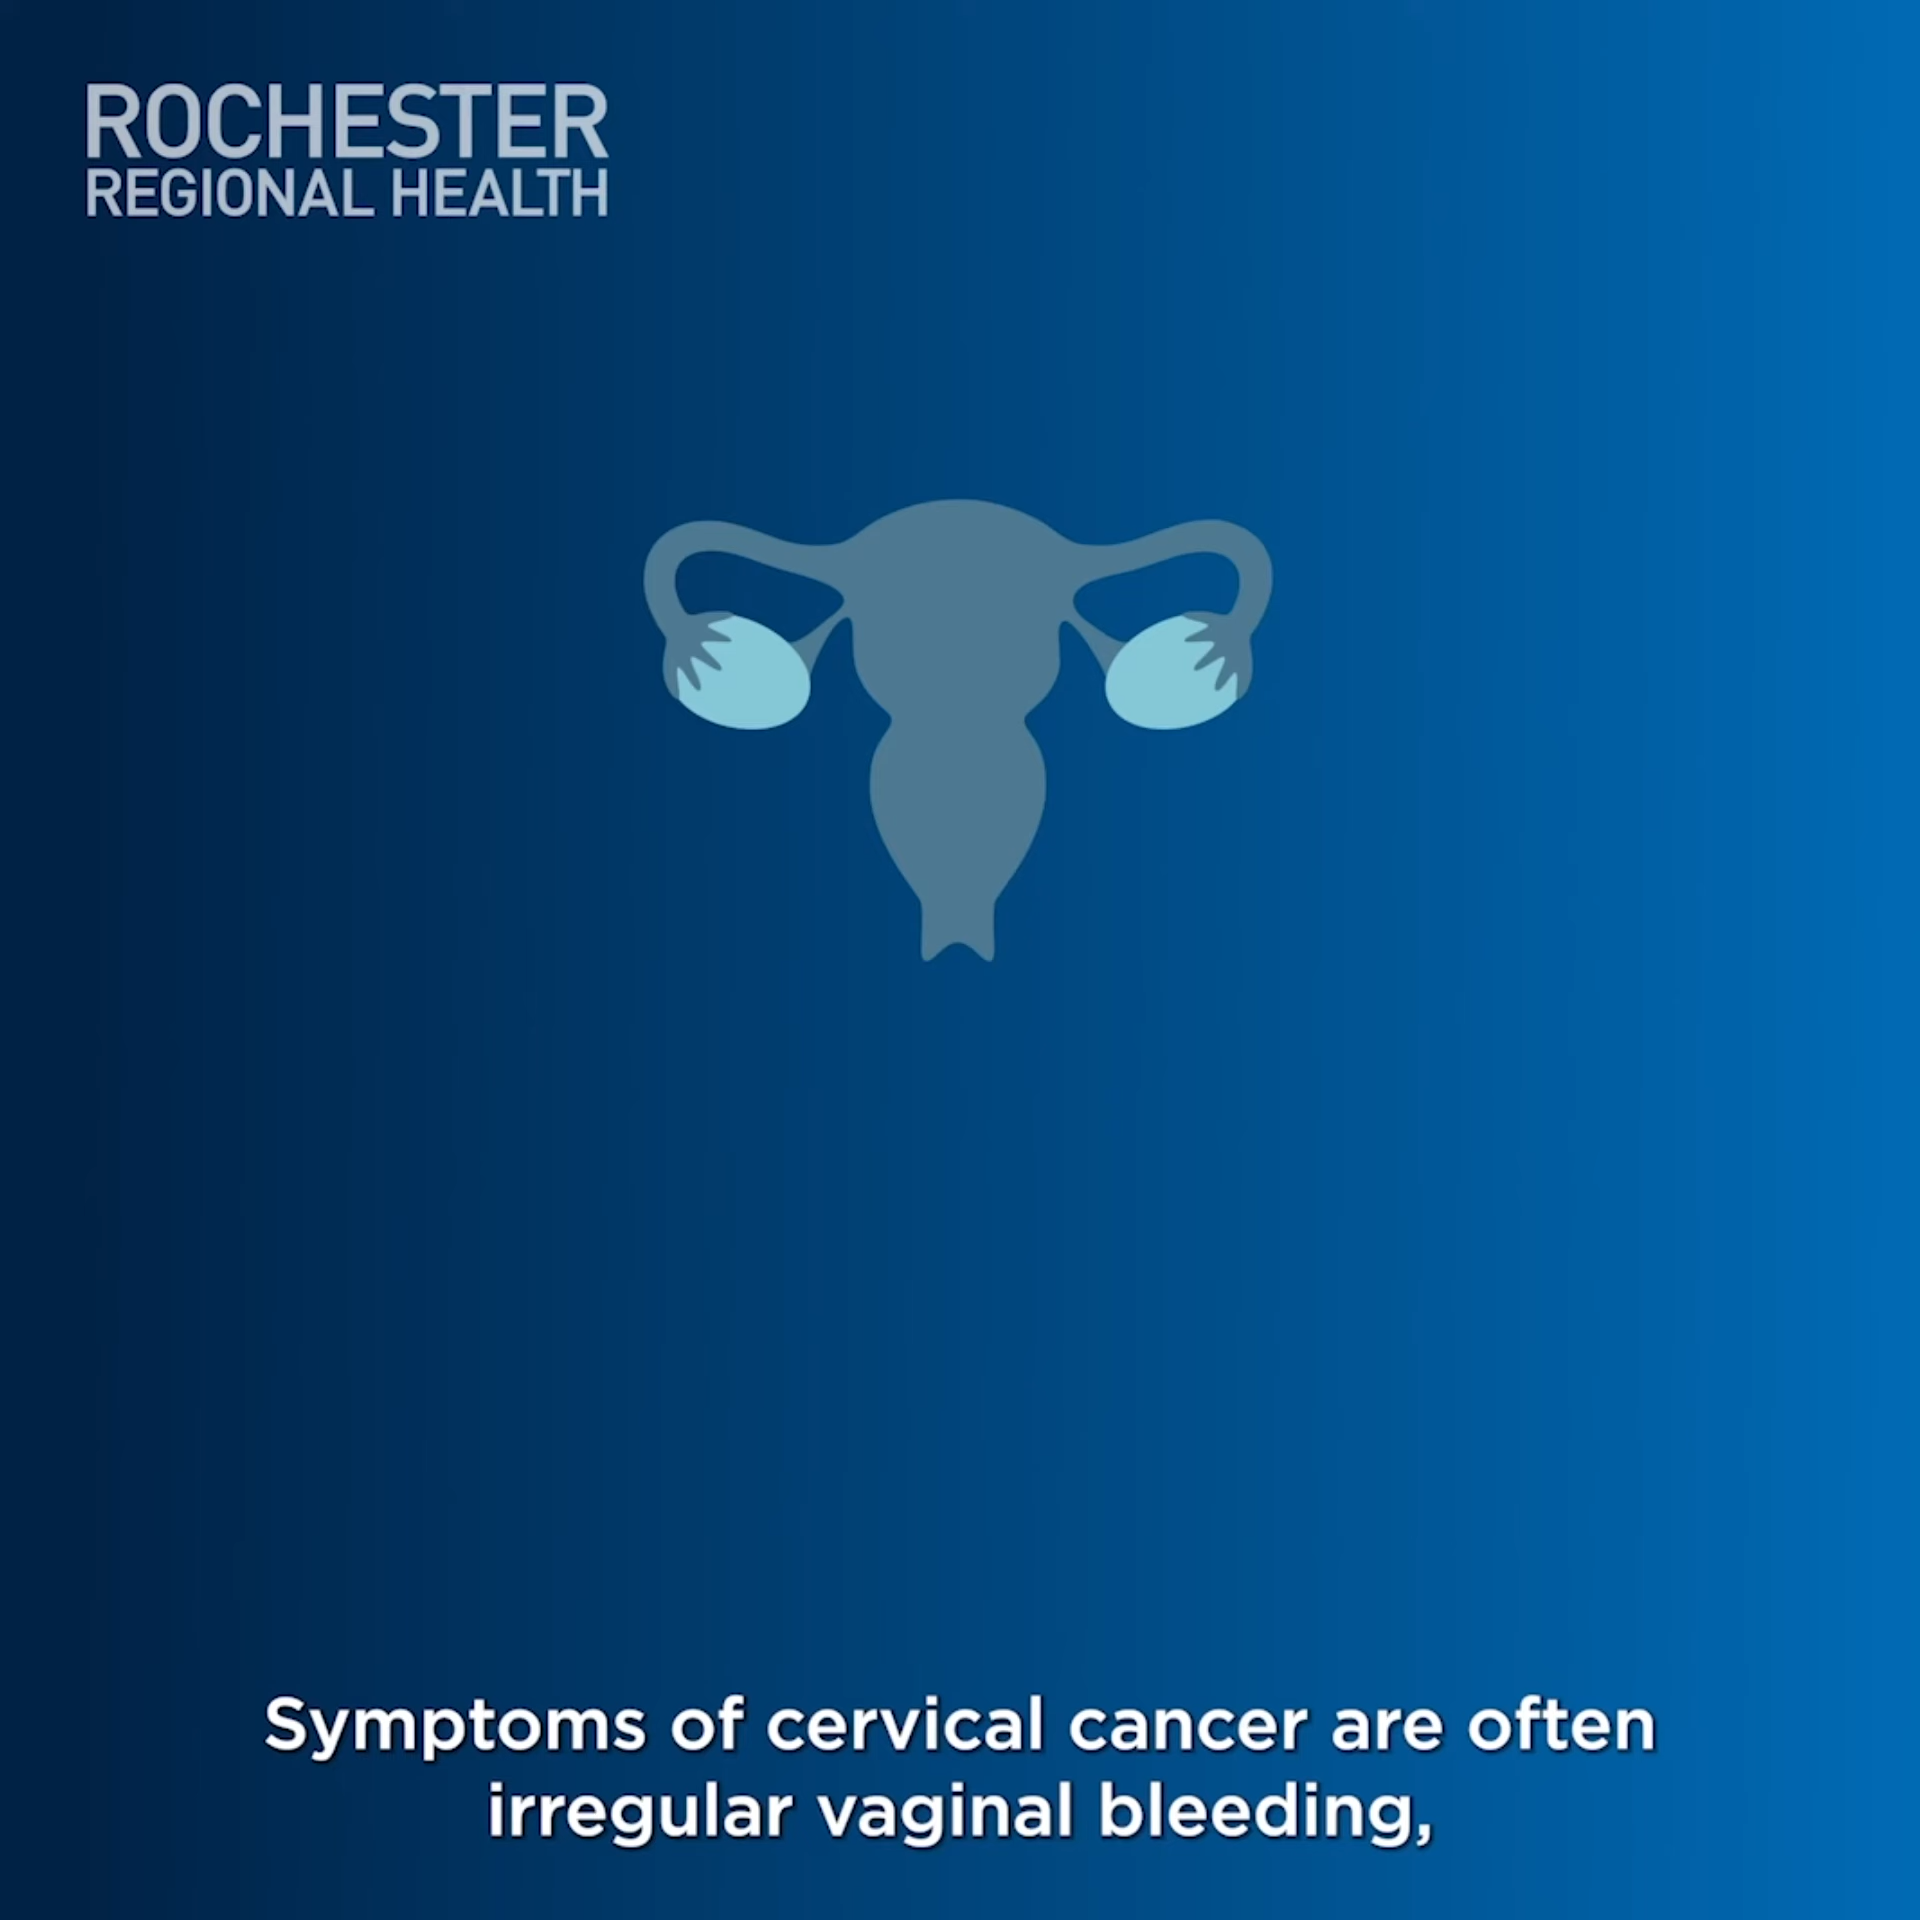 ROCHESTER
REGIONAL HEALTH
Symptoms of cervical cancer are often
irregular vaginal bleeding,